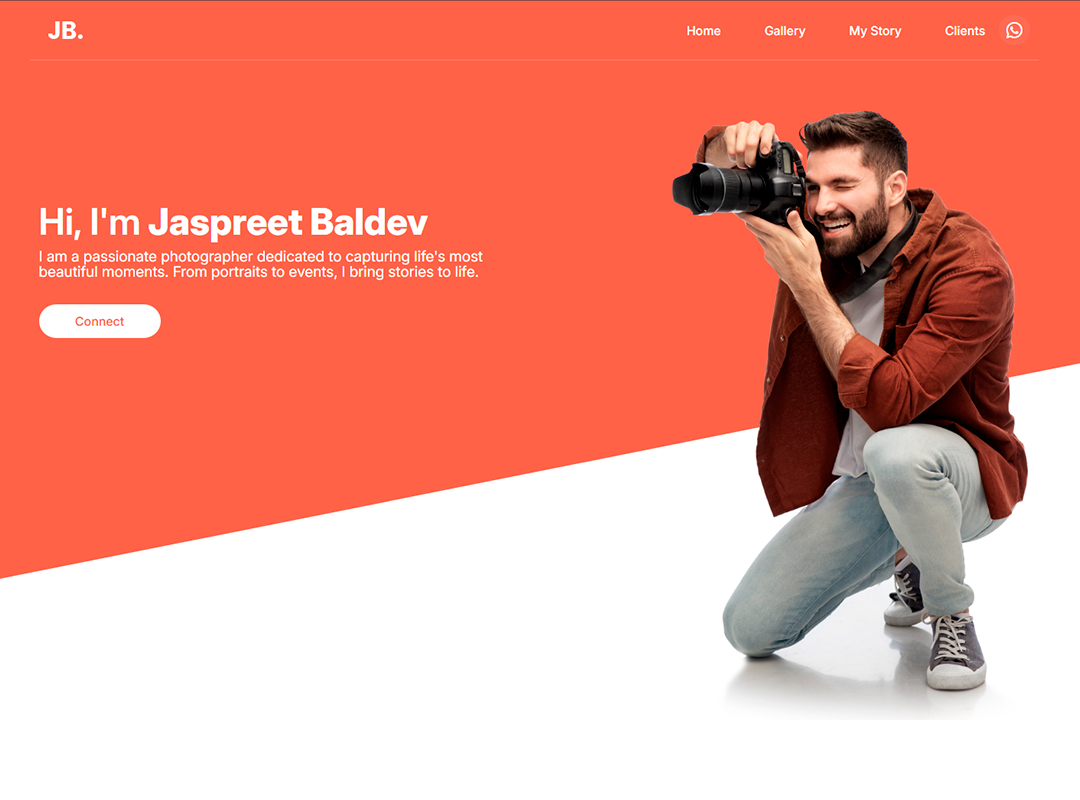 JB.
Home
Gallery
My Story
Clients
Hi, I'm Jaspreet Baldev
I am a passionate photographer dedicated to capturing life's most
beautiful moments. From portraits to events, I bring stories to life.
Connect